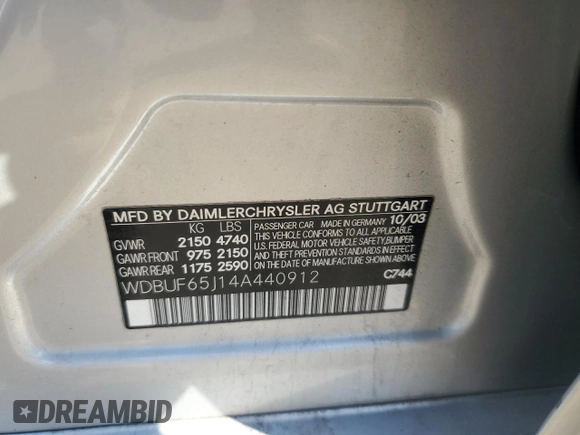 MFD BY DAIMLERCHRYSLER AG STUTTGART
KG LBS
GVWR 2150 4740
GAWR FRONT 975 2150
GAWR REAR 1175 2590
PASSENGER CAR MADE IN GERMANY 10/03
THIS VEHICLE CONFORMS TO ALL APPLICABLE
U.S. FEDERAL MOTOR VEHICLE SAFETY, BUMPER
AND THEFT PREVENTION STANDARDS IN EFFECT
ON THE DATE OF MANUFACTURE SHOWN ABOVE.
WDBUF65J14A440912
C744
DREAMBID